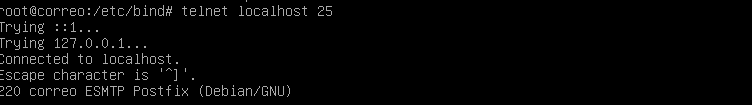 root@correo:/etc/bind# telnet localhost 25
Trying ::1...
Trying 127.0.0.1...
Connected to localhost.
Escape character is '^]'.
220 correo ESMTP Postfix (Debian/GNU)